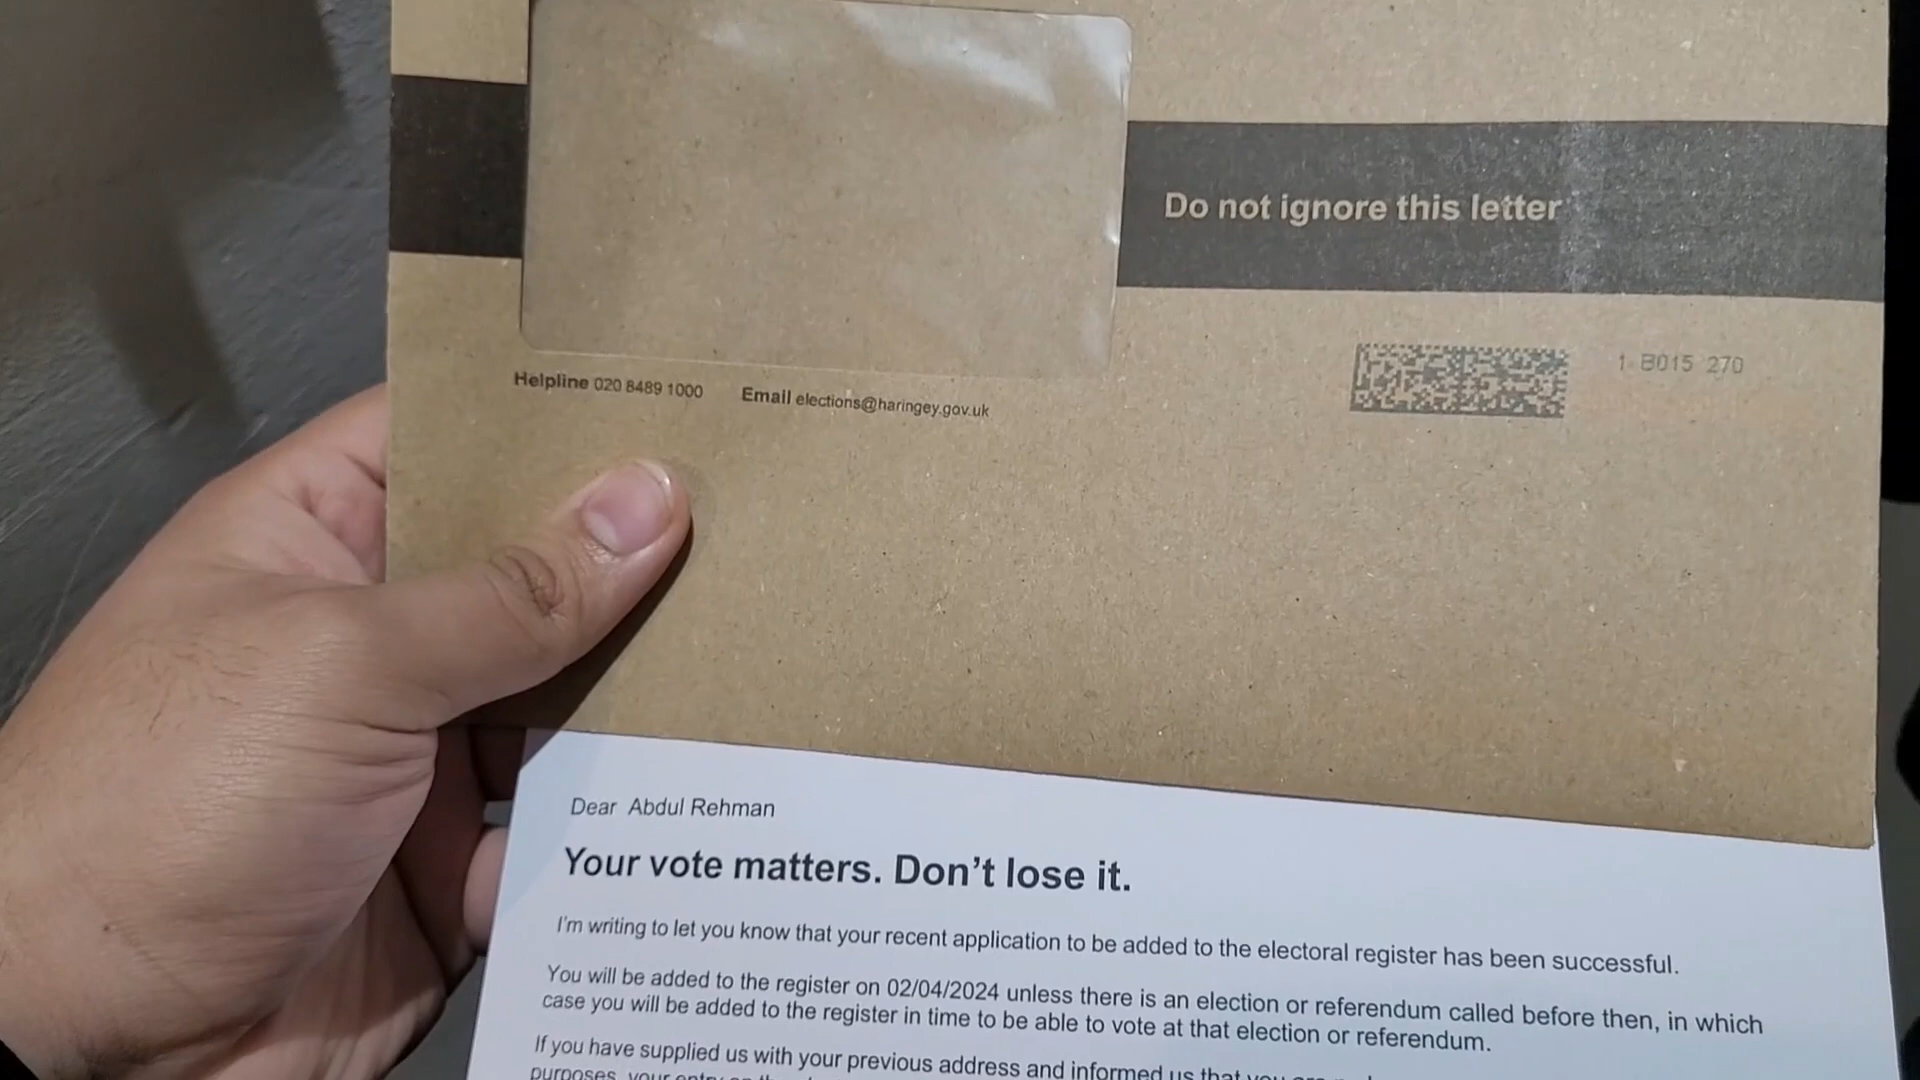 Do not ignore this letter
1 B015 270
Helpline 020 8489 1000 Email elections@haringey.gov.uk
Dear Abdul Rehman
Your vote matters. Don't lose it.
I'm writing to let you know that your recent application to be added to the electoral register has been successful.
You will be added to the register on 02/04/2024 unless there is an election or referendum called before then, in which
case you will be added to the register in time to be able to vote at that election or referendum.
If you have supplied us with your previous address and informed us that you are
purposes, your entry on